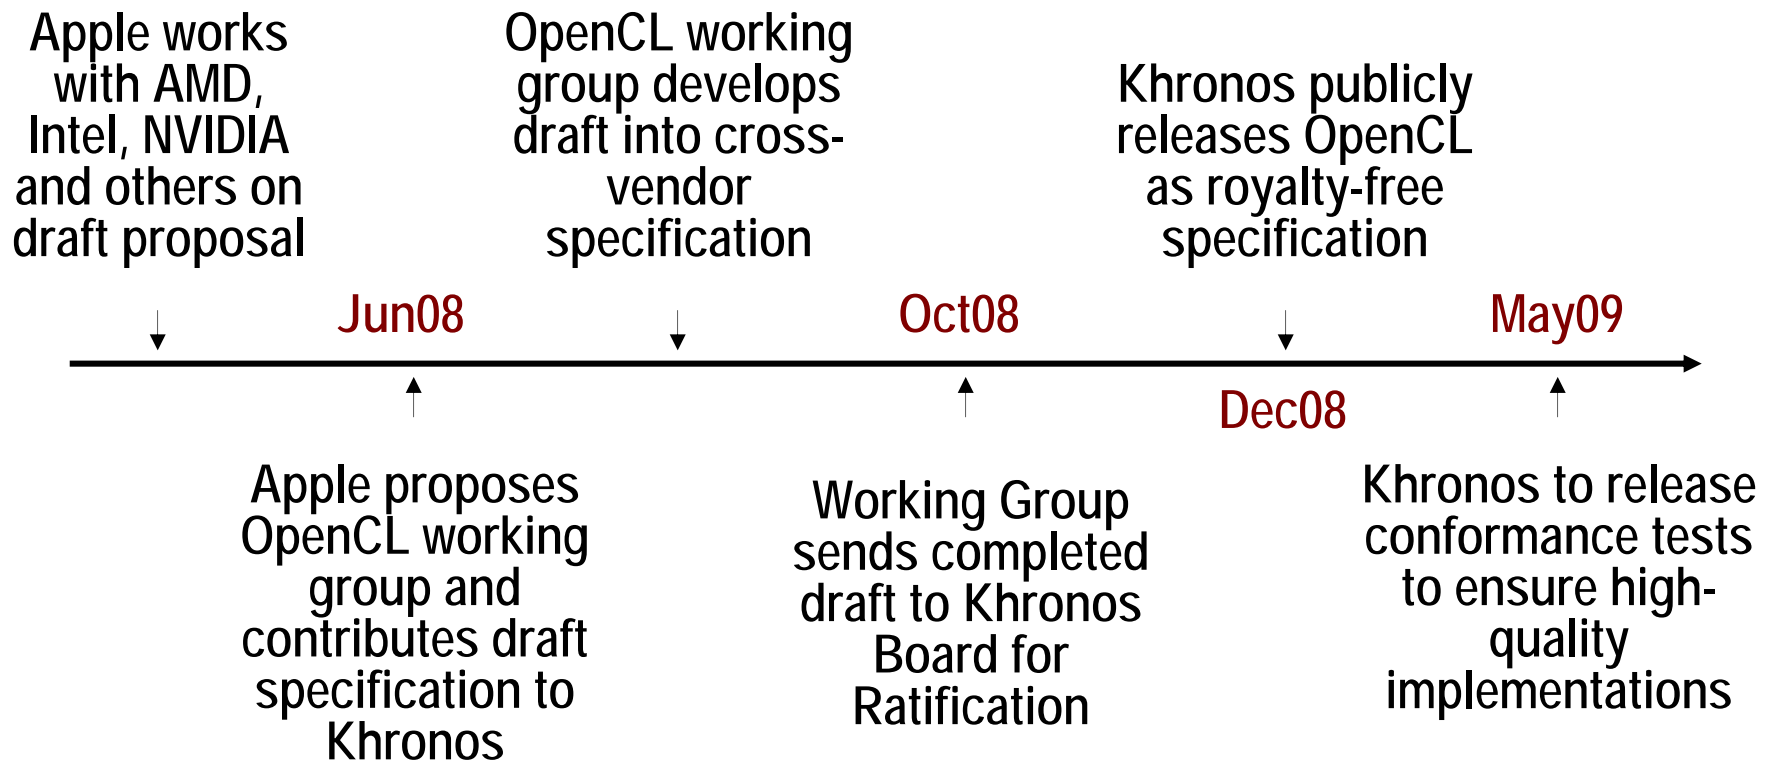 Apple works
with AMD,
Intel, NVIDIA
and others on
draft proposal
OpenCL working
group develops
draft into cross-
vendor
specification
Khronos publicly
releases OpenCL
as royalty-free
specification
Jun08
Oct08
May09
Dec08
Apple proposes
OpenCL working
group and
contributes draft
specification to
Khronos
Working Group
sends completed
draft to Khronos
Board for
Ratification
Khronos to release
conformance tests
to ensure high-
quality
implementations